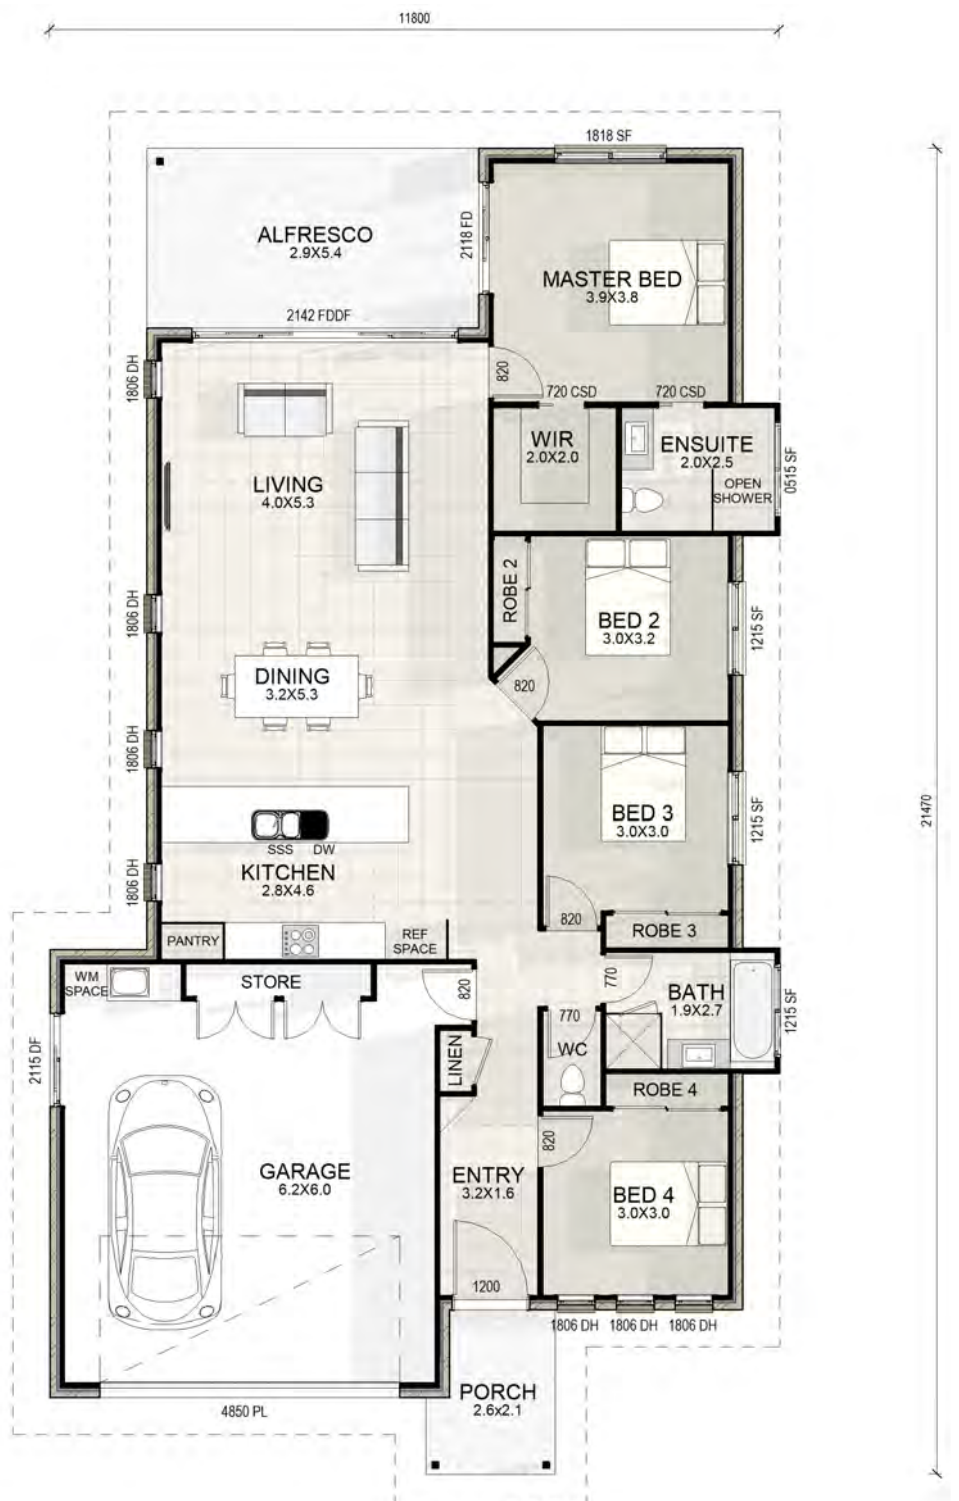 11800
1818 SF
ALFRESCO
2.9X5.4
2118 FD
MASTER BED
3.9X3.8
2142 FDDF
1806 DH
820
720 CSD
720 CSD
WIR
2.0X2.0
ENSUITE
2.0X2.5
OPEN
SHOWER
0515 SF
LIVING
4.0X5.3
ROBE 2
BED 2
3.0X3.2
1215 SF
1806 DH
DINING
3.2X5.3
820
1806 DH
BED 3
3.0X3.0
1215 SF
21470
SSS
DW
KITCHEN
2.8X4.6
1806 DH
820
ROBE 3
PANTRY
REF
SPACE
WM
SPACE
STORE
820
770
BATH
1.9X2.7
1215 SF
770
WC
LINEN
2115 DF
ROBE 4
820
GARAGE
6.2X6.0
ENTRY
3.2X1.6
BED 4
3.0X3.0
1200
1806 DH
1806 DH
1806 DH
PORCH
2.6x2.1
4850 PL